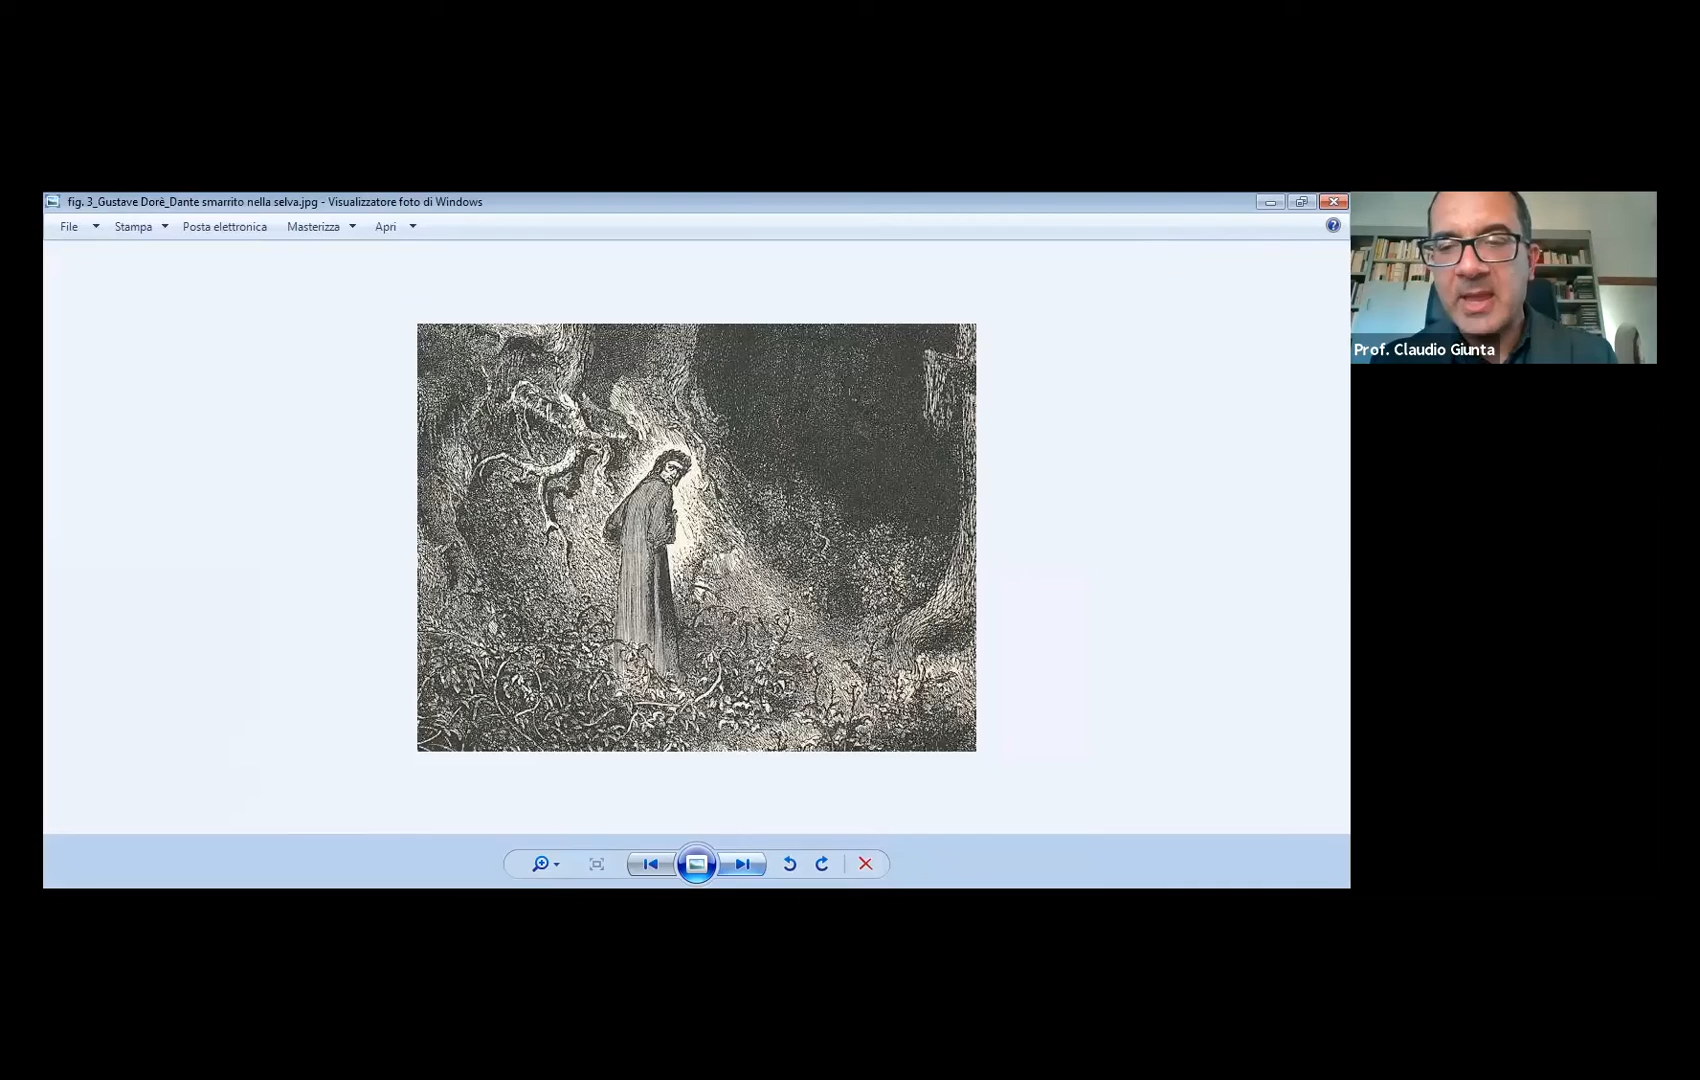 fig. 3_Gustave Dorè_Dante smarrito nella selva.jpg - Visualizzatore foto di Windows
File Stampa Posta elettronica Masterizza Apri
Prof. Claudio Giunta